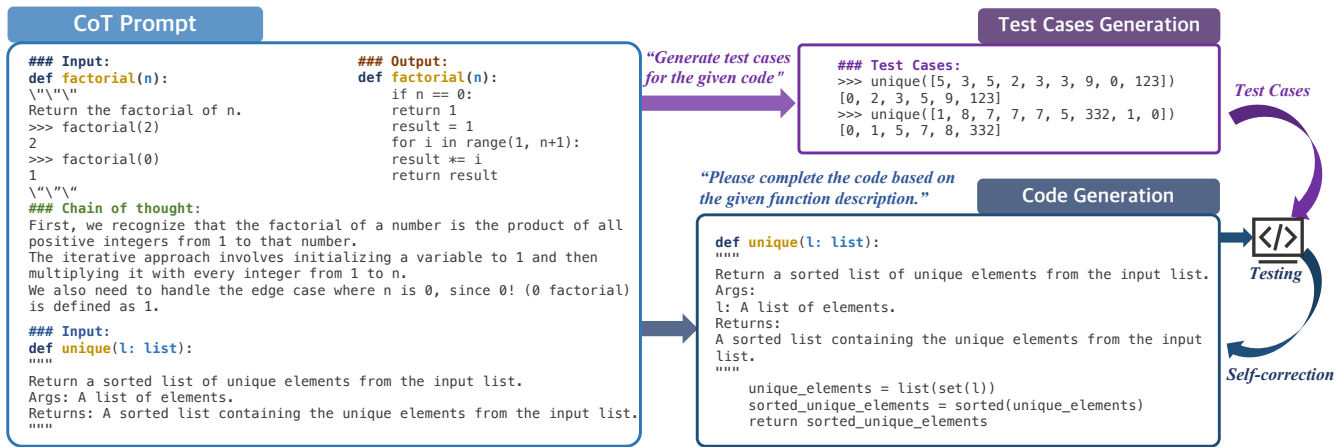 CoT Prompt
### Input:
def factorial(n):
\"\"\"
Return the factorial of n.
>>> factorial(2)
2
>>> factorial(0)
1
\“\”\“
### Output:
def factorial(n):
if n == 0:
return 1
result = 1
for i in range(1, n+1):
result *= i
return result
### Chain of thought:
First, we recognize that the factorial of a number is the product of all
positive integers from 1 to that number.
The iterative approach involves initializing a variable to 1 and then
multiplying it with every integer from 1 to n.
We also need to handle the edge case where n is 0, since 0! (0 factorial)
is defined as 1.
### Input:
def unique(l: list):
"""
Return a sorted list of unique elements from the input list.
Args: A list of elements.
Returns: A sorted list containing the unique elements from the input list.
"""
“Generate test cases
for the given code”
Test Cases Generation
### Test Cases:
>>> unique([5, 3, 5, 2, 3, 3, 9, 0, 123])
[0, 2, 3, 5, 9, 123]
>>> unique([1, 8, 7, 7, 7, 5, 332, 1, 0])
[0, 1, 5, 7, 8, 332]
Test Cases
“Please complete the code based on
the given function description.”
Code Generation
def unique(l: list):
"""
Return a sorted list of unique elements from the input list.
Args:
l: A list of elements.
Returns:
A sorted list containing the unique elements from the input
list.
"""
unique_elements = list(set(l))
sorted_unique_elements = sorted(unique_elements)
return sorted_unique_elements
</>
Testing
Self-correction